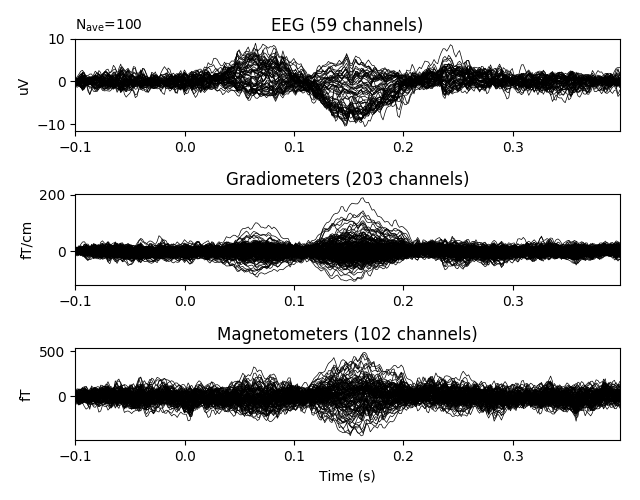 N_ave=100
EEG (59 channels)
uV
10
0
−10
−0.1 0.0 0.1 0.2 0.3
Gradiometers (203 channels)
fT/cm
200
0
−0.1 0.0 0.1 0.2 0.3
Magnetometers (102 channels)
fT
500
0
−0.1 0.0 0.1 0.2 0.3
Time (s)